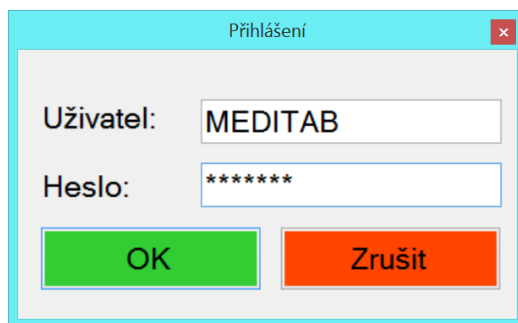 Přihlášení
Uživatel: MEDITAB
Heslo: *******
OK Zrušit